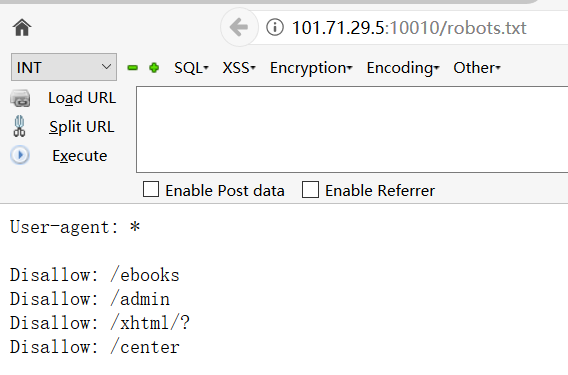 101.71.29.5:10010/robots.txt
INT SQL XSS Encryption Encoding Other
Load URL
Split URL
Execute
Enable Post data Enable Referrer
User-agent: *
Disallow: /ebooks
Disallow: /admin
Disallow: /xhtml/?
Disallow: /center